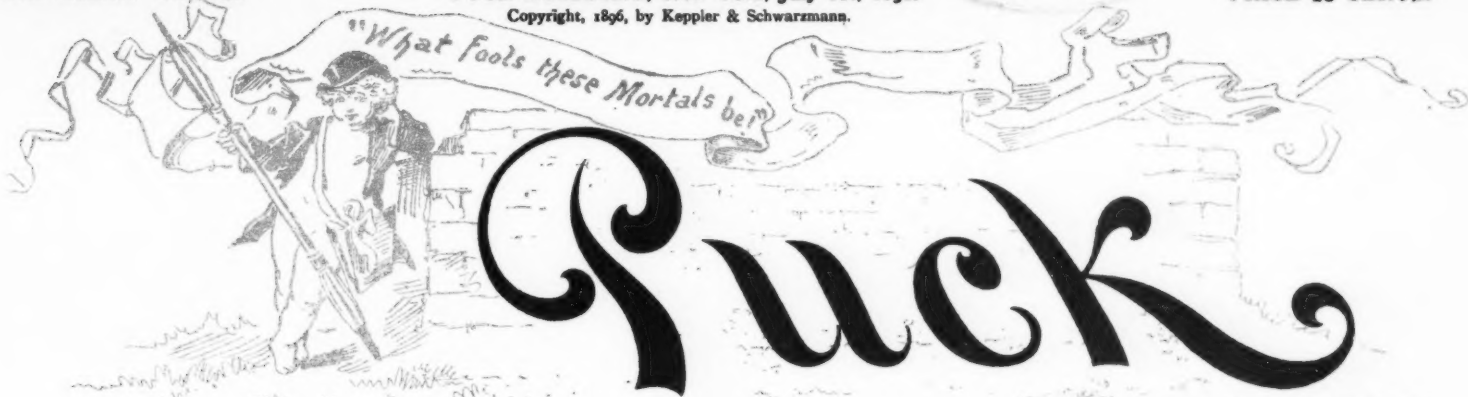 Copyright, 1896, by Keppler & Schwarzmann.
"What Fools these Mortals be!"
Puck